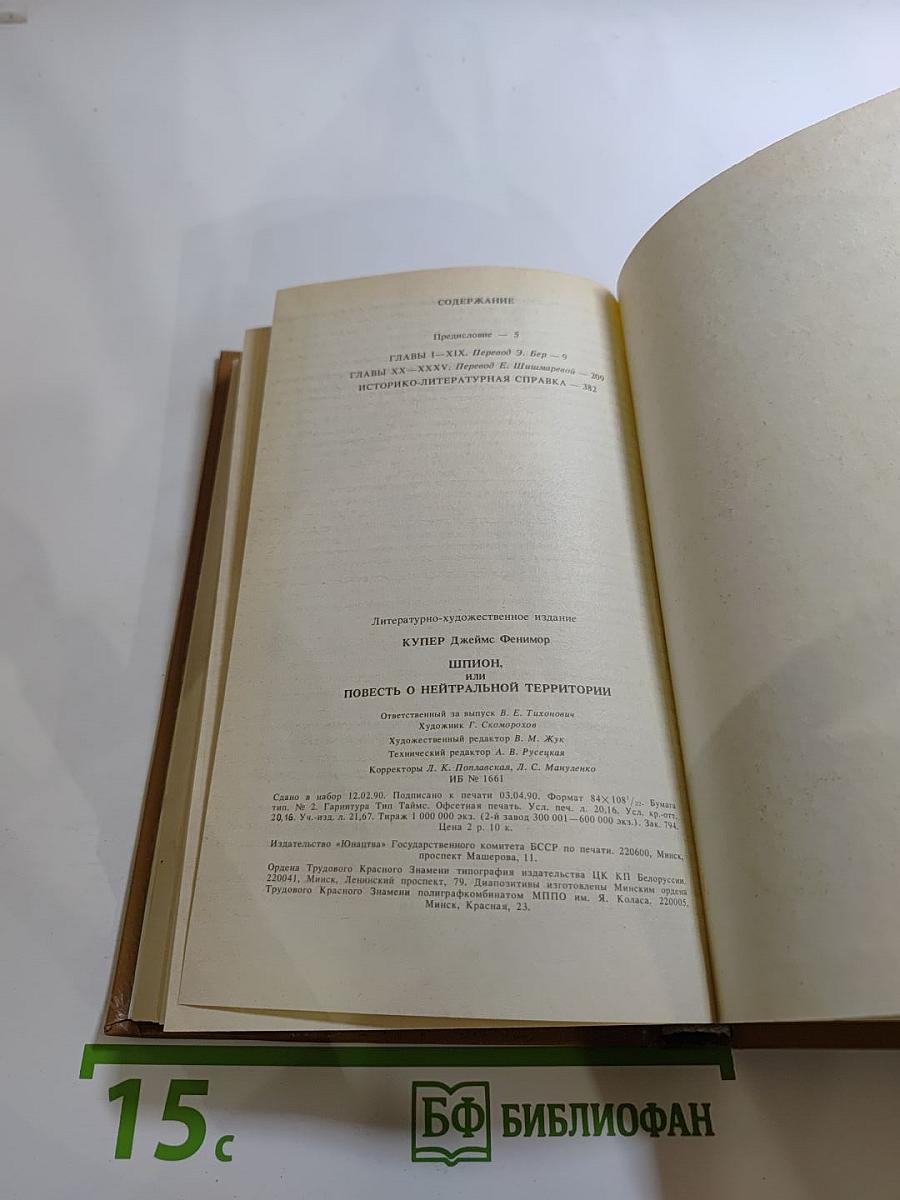 СОДЕРЖАНИЕ
Предисловие — 5
ГЛАВЫ I—XIX. Перевод Э. Бер — 9
ГЛАВЫ XX—XXXV. Перевод Е. Шишмаревой — 209
ИСТОРИКО-ЛИТЕРАТУРНАЯ СПРАВКА — 382
Литературно-художественное издание
КУПЕР Джеймс Фенимор
ШПИОН,
или
ПОВЕСТЬ О НЕЙТРАЛЬНОЙ ТЕРРИТОРИИ
Ответственный за выпуск В. Е. Тихонович
Художник Г. Скоморохов
Художественный редактор В. М. Жук
Технический редактор А. В. Русецкая
Корректоры Л. К. Поплавская, Л. С. Мануленко
ИБ № 1661
Сдано в набор 12.02.90. Подписано к печати 03.04.90. Формат 84×108¹/₃₂. Бумага
тип. № 2. Гарнитура Тип Таймс. Офсетная печать. Усл. печ. л. 20,16. Усл. кр.-отт.
20,16. Уч.-изд. л. 21,67. Тираж 1 000 000 экз. (2-й завод 300 001—600 000 экз.). Зак. 794.
Цена 2 р. 10 к.
Издательство «Юнацтва» Государственного комитета БССР по печати. 220600, Минск,
проспект Машерова, 11.
Ордена Трудового Красного Знамени типография издательства ЦК КП Белоруссии.
220041, Минск, Ленинский проспект, 79. Диапозитивы изготовлены Минским ордена
Трудового Красного Знамени полиграфкомбинатом МППО им. Я. Коласа. 220005,
Минск, Красная, 23.
15 с
БФ БИБЛИОФАН